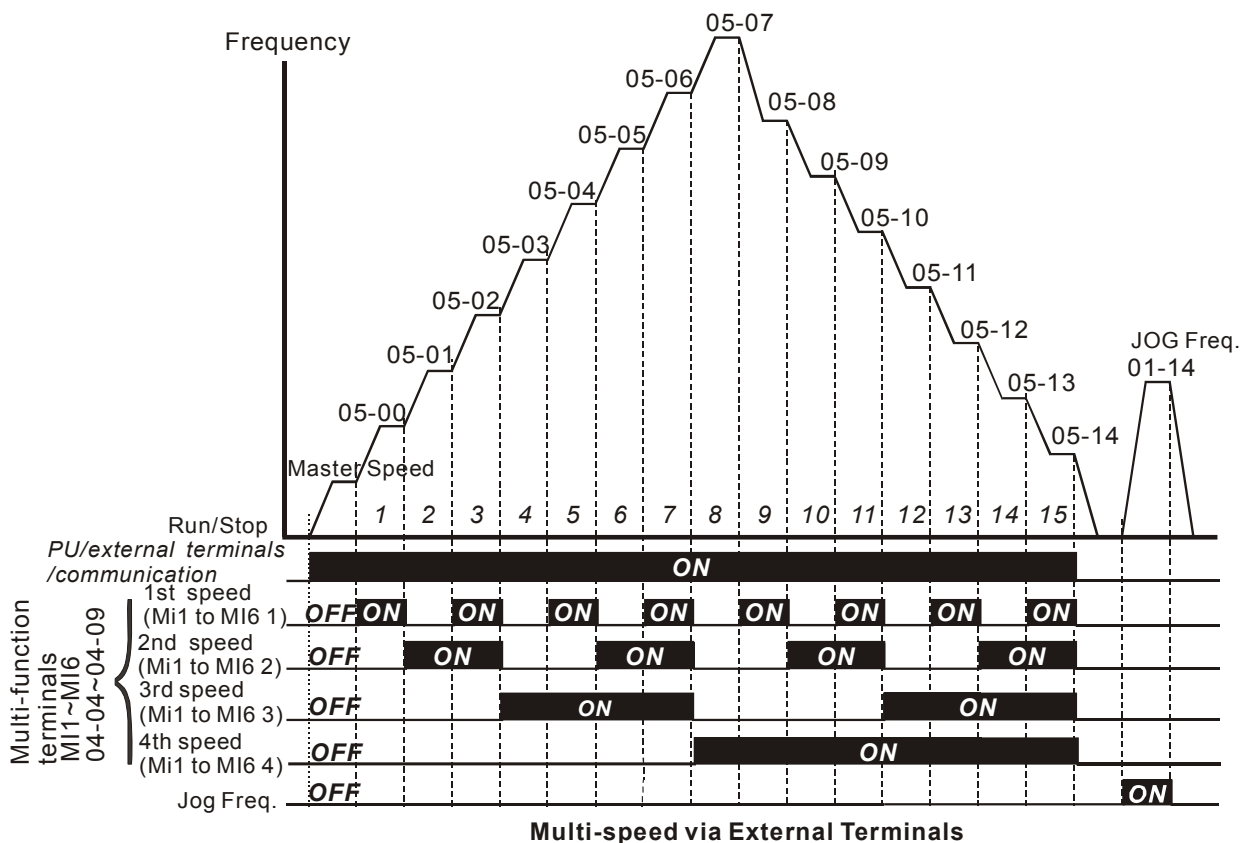 Frequency
05-07
05-06
05-08
05-05
05-09
05-04
05-10
05-03
05-11
05-02
05-12
JOG Freq.
01-14
05-01
05-13
05-00
05-14
Master Speed
Run/Stop
1 2 3 4 5 6 7 8 9 10 11 12 13 14 15
PU/external terminals
/communication
ON
Multi-function
terminals
MI1~MI6
04-04~04-09
1st speed
(Mi1 to MI6 1)
OFF ON ON ON ON ON ON ON ON
2nd speed
(Mi1 to MI6 2)
OFF ON ON ON ON
3rd speed
(Mi1 to MI6 3)
OFF ON ON
4th speed
(Mi1 to MI6 4)
OFF ON
Jog Freq.
OFF ON
Multi-speed via External Terminals